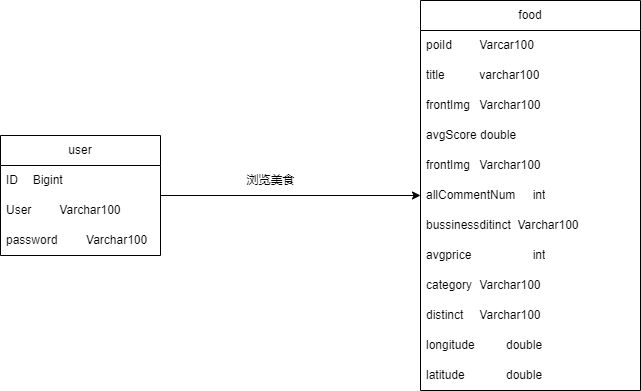 user
ID Bigint
User Varchar100
password Varchar100
浏览美食
food
poiId Varcar100
title varchar100
frontImg Varchar100
avgScore double
frontImg Varchar100
allCommentNum int
bussinessditinct Varchar100
avgprice int
category Varchar100
distinct Varchar100
longitude double
latitude double